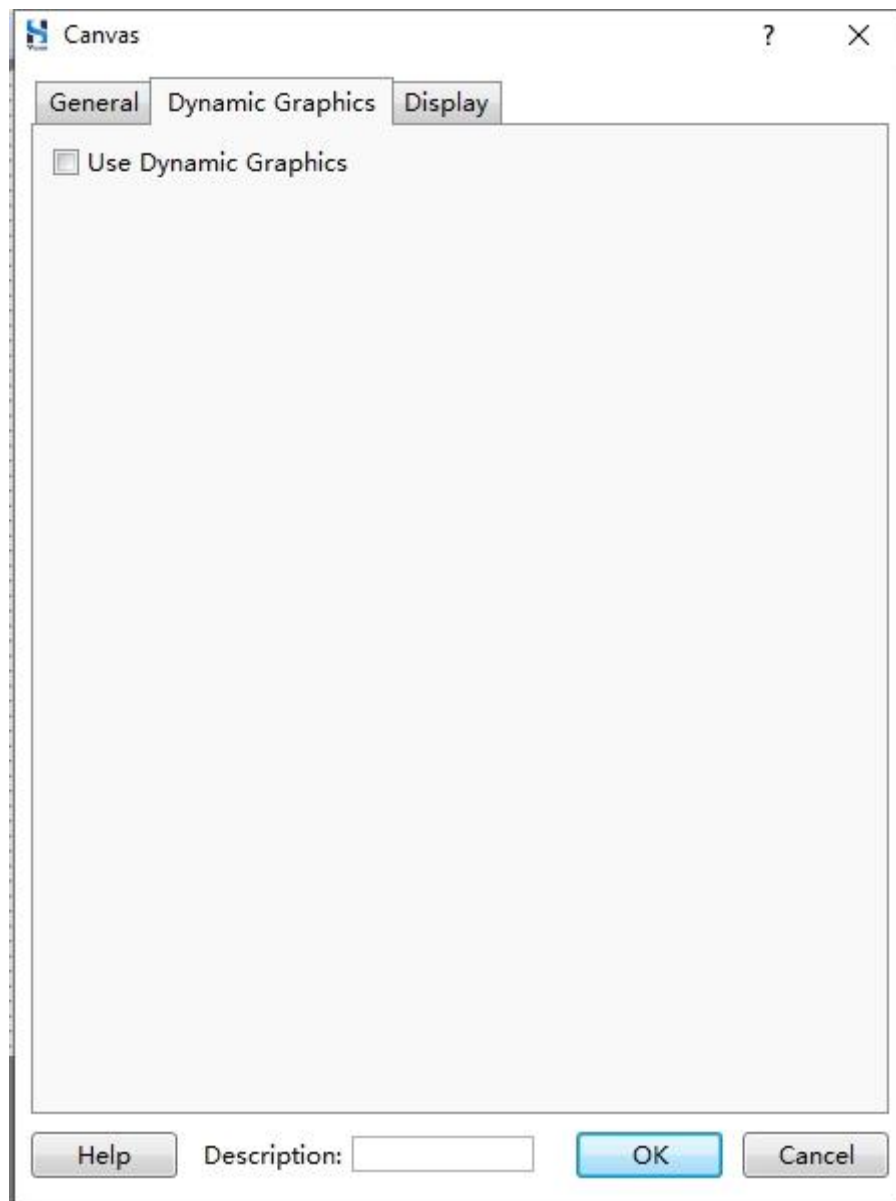 Canvas
?
General Dynamic Graphics Display
Use Dynamic Graphics
Help Description: OK Cancel